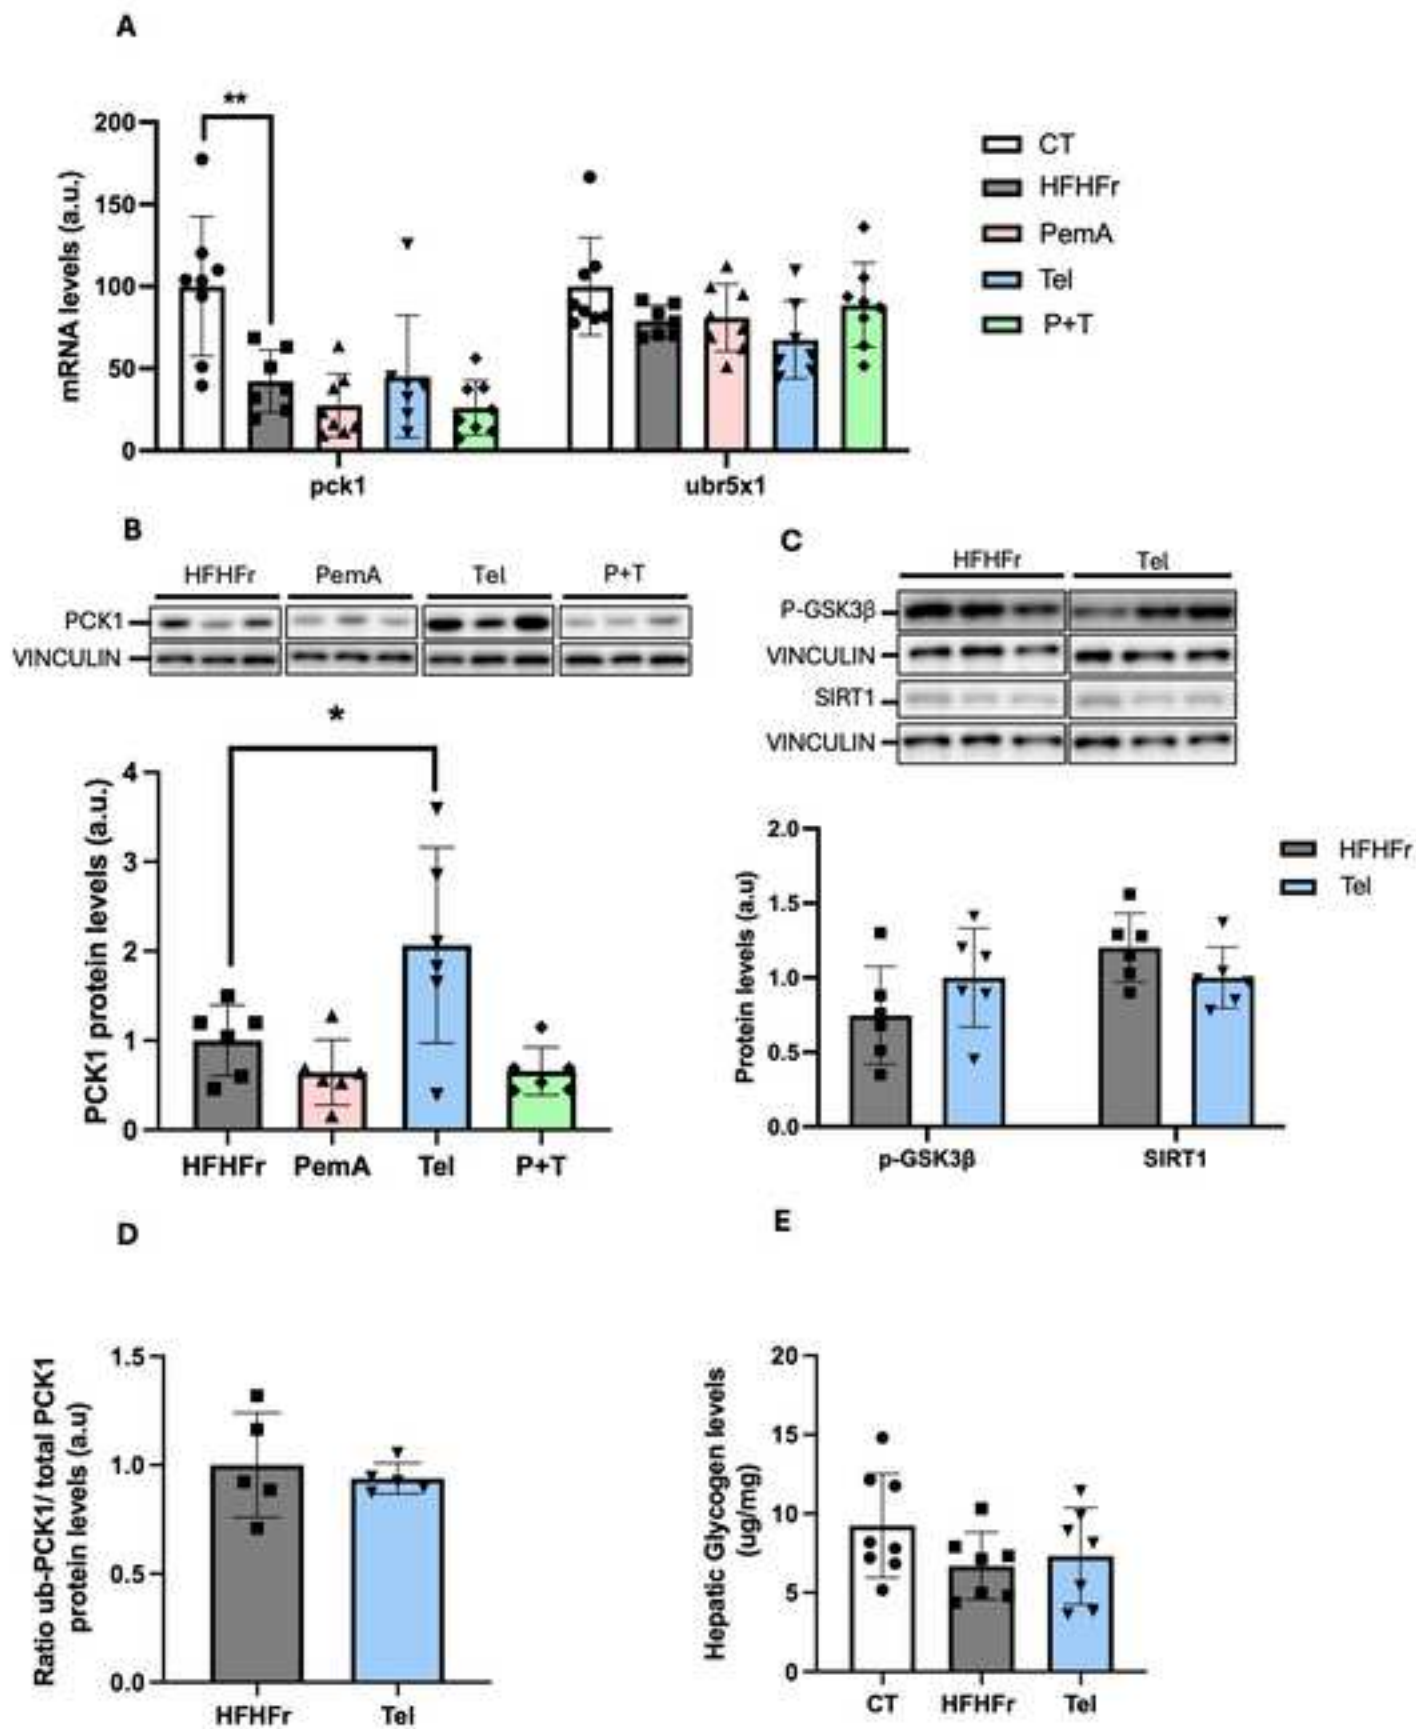 A
**
200
150
100
50
0
mRNA levels (a.u.)
pck1
ubr5x1
CT
HFHFr
PemA
Tel
P+T
B
HFHFr PemA Tel P+T
PCK1
VINCULIN
*
4
3
2
1
0
PCK1 protein levels (a.u.)
HFHFr PemA Tel P+T
C
HFHFr Tel
P-GSK3β
VINCULIN
SIRT1
VINCULIN
2.0
1.5
1.0
0.5
0.0
Protein levels (a.u)
p-GSK3β SIRT1
HFHFr
Tel
D
1.5
1.0
0.5
0.0
Ratio ub-PCK1/ total PCK1
protein levels (a.u)
HFHFr Tel
E
20
15
10
5
0
Hepatic Glycogen levels
(ug/mg)
CT HFHFr Tel